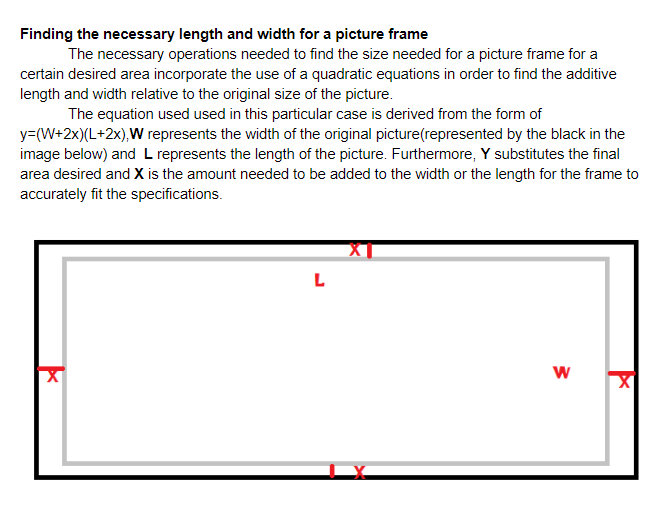 Finding the necessary length and width for a picture frame
The necessary operations needed to find the size needed for a picture frame for a
certain desired area incorporate the use of a quadratic equations in order to find the additive
length and width relative to the original size of the picture.
The equation used used in this particular case is derived from the form of
y=(W+2x)(L+2x),W represents the width of the original picture(represented by the black in the
image below) and L represents the length of the picture. Furthermore, Y substitutes the final
area desired and X is the amount needed to be added to the width or the length for the frame to
accurately fit the specifications.
X
L
X
W
X
X